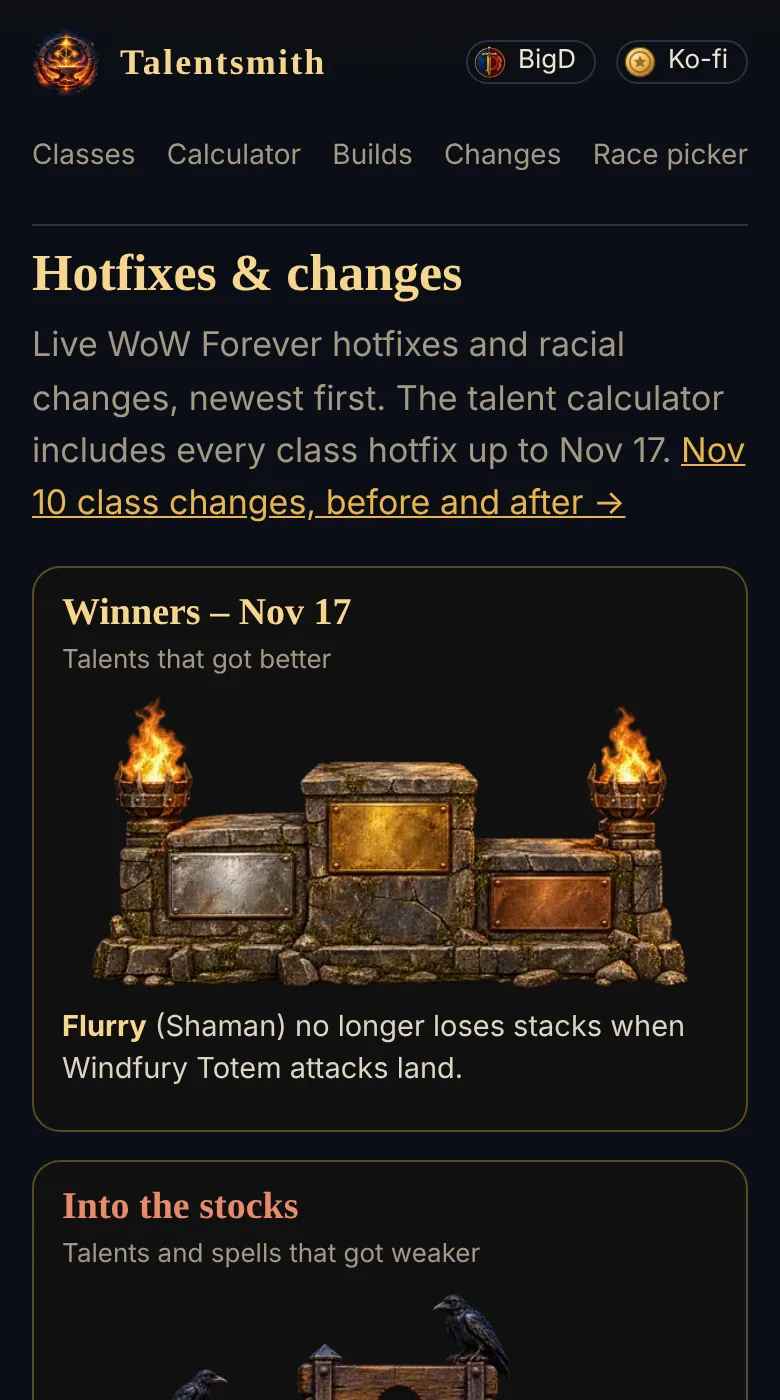 Talentsmith
BigD
Ko-fi
Classes
Calculator
Builds
Changes
Race picker
Hotfixes & changes
Live WoW Forever hotfixes and racial
changes, newest first. The talent calculator
includes every class hotfix up to Nov 17. Nov
10 class changes, before and after →
Winners – Nov 17
Talents that got better
Flurry (Shaman) no longer loses stacks when
Windfury Totem attacks land.
Into the stocks
Talents and spells that got weaker